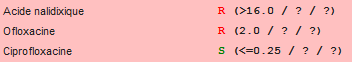 Acide nalidixique R (>16.0 / ? / ?)
Ofloxacine R (2.0 / ? / ?)
Ciprofloxacine S (<=0.25 / ? / ?)